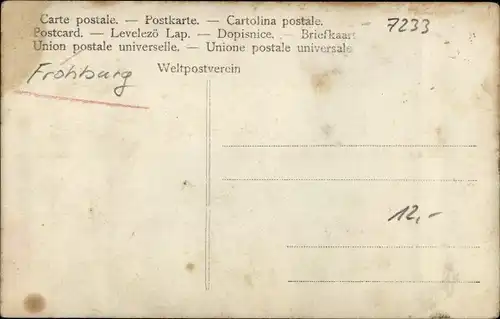 Carte postale. — Postkarte. — Cartolina postale.
7233
Postcard. — Levelező Lap. — Dopisnice. — Briefkaart
Union postale universelle. — Unione postale universale
Weltpostverein
Frohburg
12,-